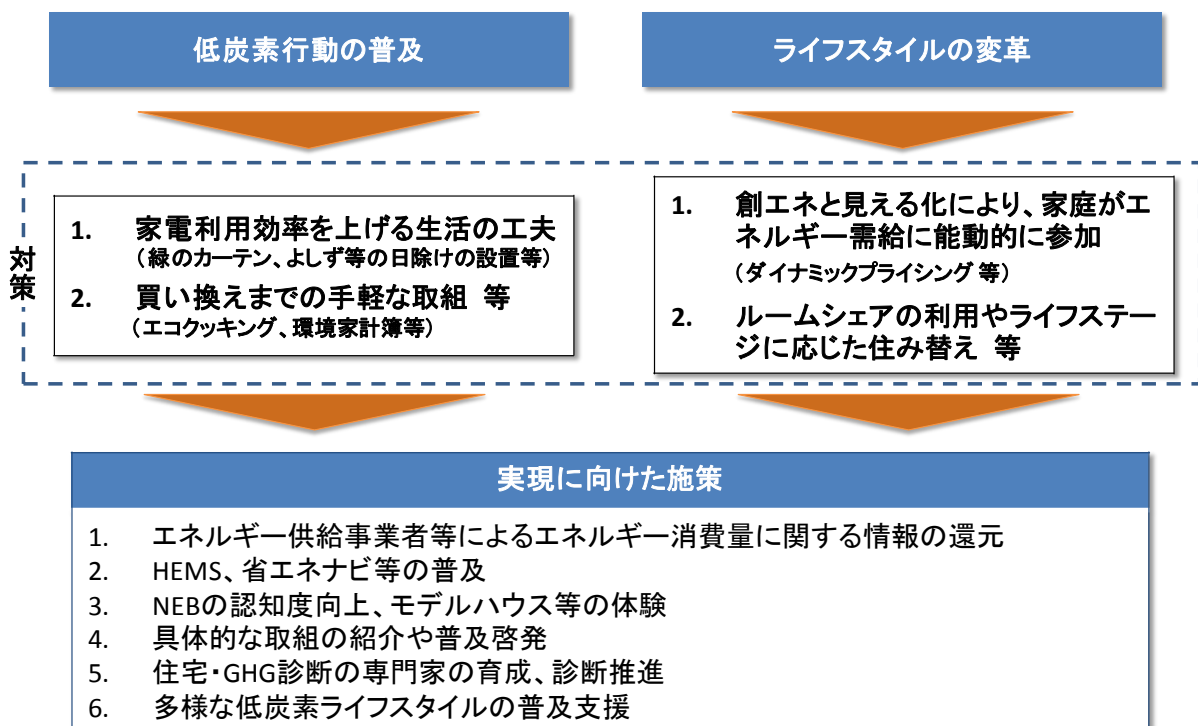 低炭素行動の普及
ライフスタイルの変革
対策
1. 家電利用効率を上げる生活の工夫
（緑のカーテン、よしず等の日除けの設置等）
2. 買い換えまでの手軽な取組 等
（エコクッキング、環境家計簿等）
1. 創エネと見える化により、家庭がエ
ネルギー需給に能動的に参加
（ダイナミックプライシング 等）
2. ルームシェアの利用やライフステー
ジに応じた住み替え 等
実現に向けた施策
1. エネルギー供給事業者等によるエネルギー消費量に関する情報の還元
2. HEMS、省エネナビ等の普及
3. NEBの認知度向上、モデルハウス等の体験
4. 具体的な取組の紹介や普及啓発
5. 住宅・GHG診断の専門家の育成、診断推進
6. 多様な低炭素ライフスタイルの普及支援